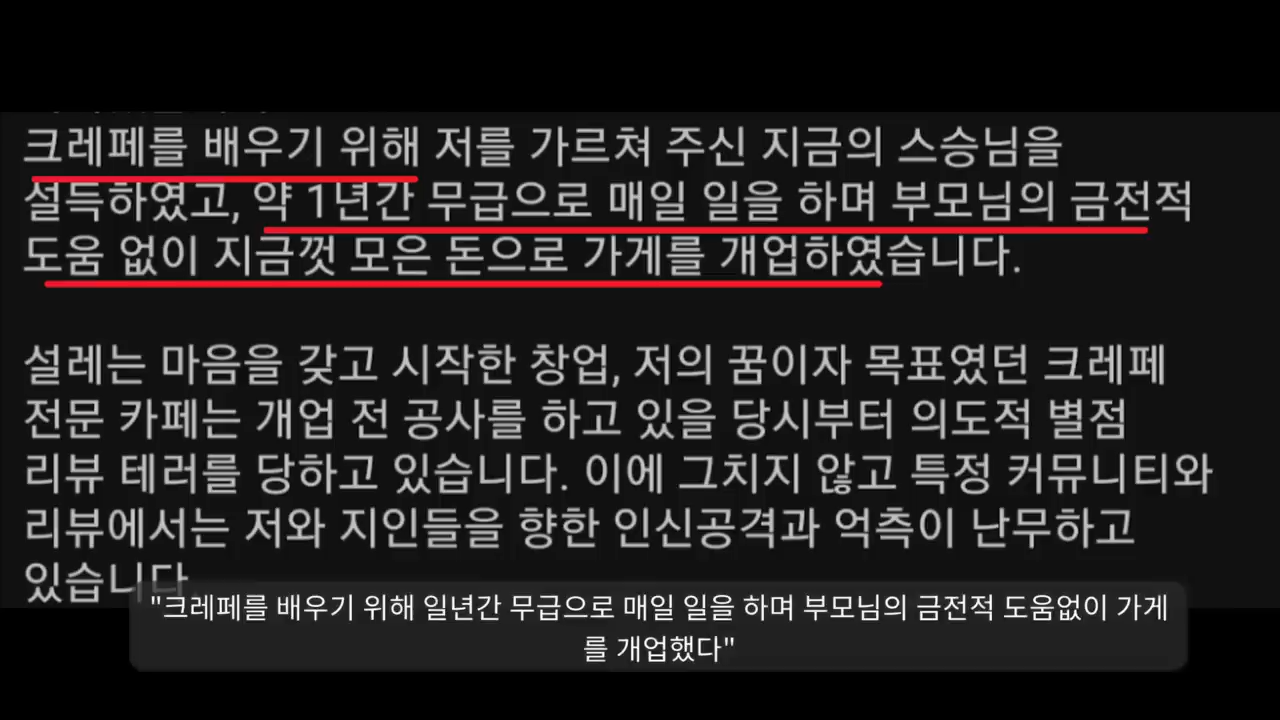 크레페를 배우기 위해 저를 가르쳐 주신 지금의 스승님을
설득하였고, 약 1년간 무급으로 매일 일을 하며 부모님의 금전적
도움 없이 지금껏 모은 돈으로 가게를 개업하였습니다.
설레는 마음을 갖고 시작한 창업, 저의 꿈이자 목표였던 크레페
전문 카페는 개업 전 공사를 하고 있을 당시부터 의도적 별점
리뷰 테러를 당하고 있습니다. 이에 그치지 않고 특정 커뮤니티와
리뷰에서는 저와 지인들을 향한 인신공격과 억측이 난무하고
있습니다.
"크레페를 배우기 위해 일년간 무급으로 매일 일을 하며 부모님의 금전적 도움없이 가게
를 개업했다"